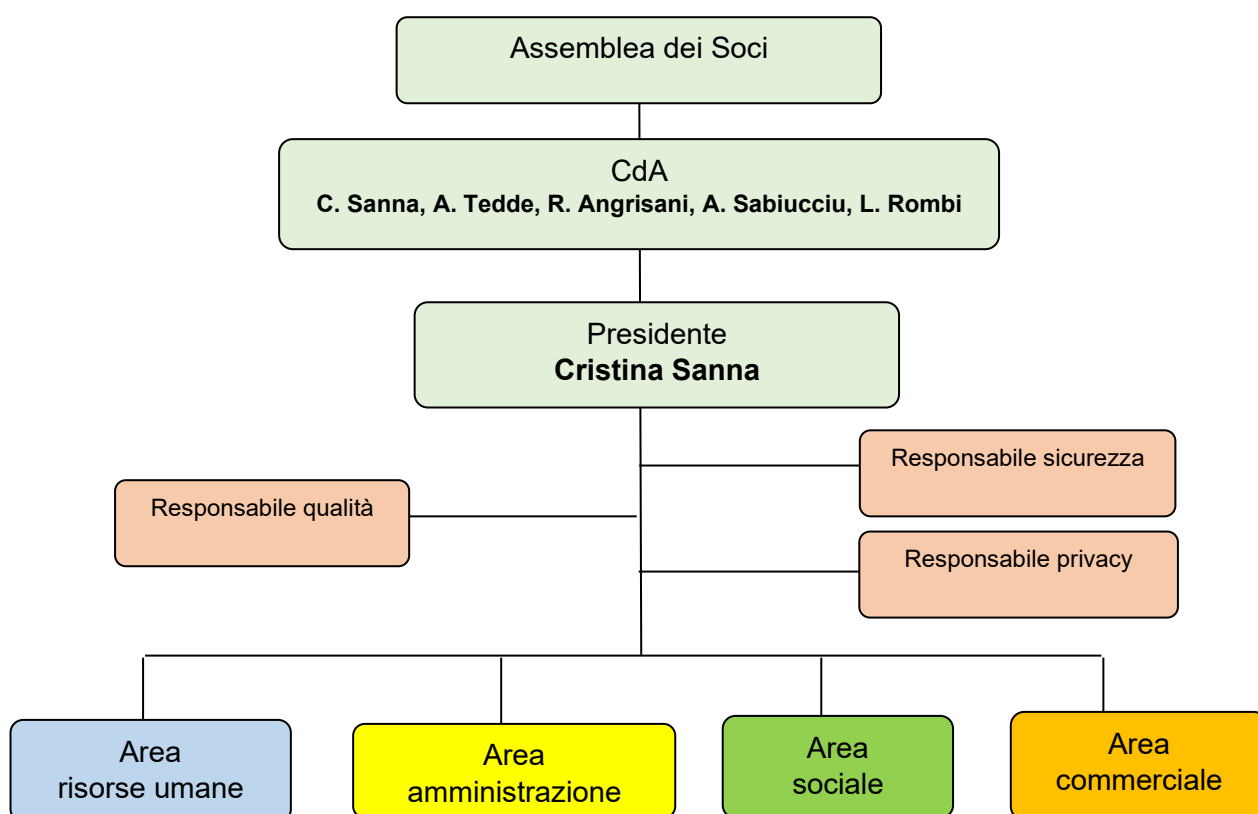 Assemblea dei Soci
CdA
C. Sanna, A. Tedde, R. Angrisani, A. Sabiucciu, L. Rombi
Presidente
Cristina Sanna
Responsabile sicurezza
Responsabile qualità
Responsabile privacy
Area
risorse umane
Area
amministrazione
Area
sociale
Area
commerciale